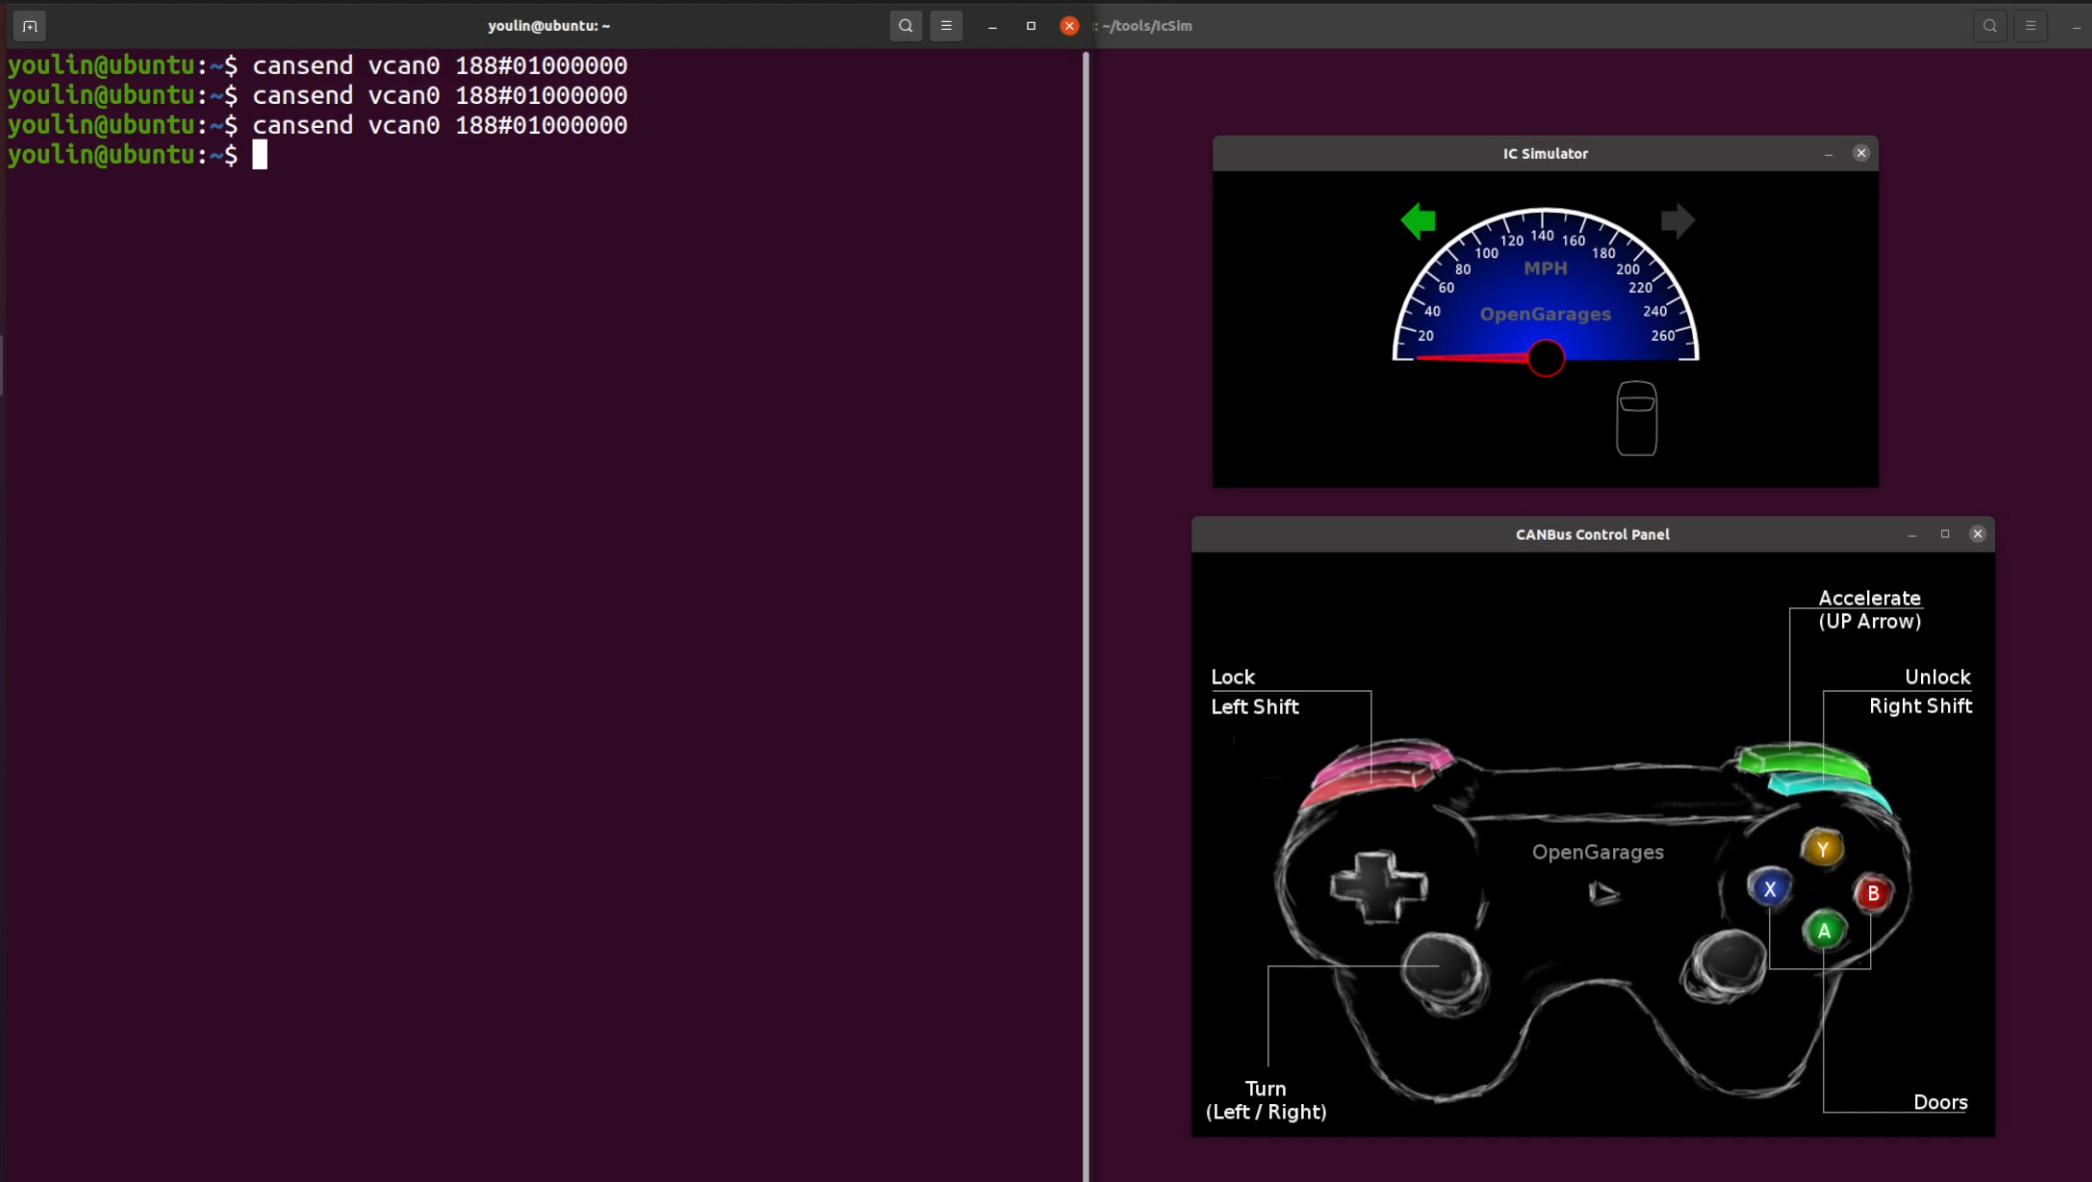 youlin@ubuntu: ~
: ~/tools/IcSim
youlin@ubuntu:~$ cansend vcan0 188#01000000
youlin@ubuntu:~$ cansend vcan0 188#01000000
youlin@ubuntu:~$ cansend vcan0 188#01000000
youlin@ubuntu:~$
IC Simulator
20 40 60 80 100 120 140 160 180 200 220 240 260
MPH
OpenGarages
CANBus Control Panel
Accelerate
(UP Arrow)
Lock
Left Shift
Unlock
Right Shift
OpenGarages
Y
X
B
A
Turn
(Left / Right)
Doors